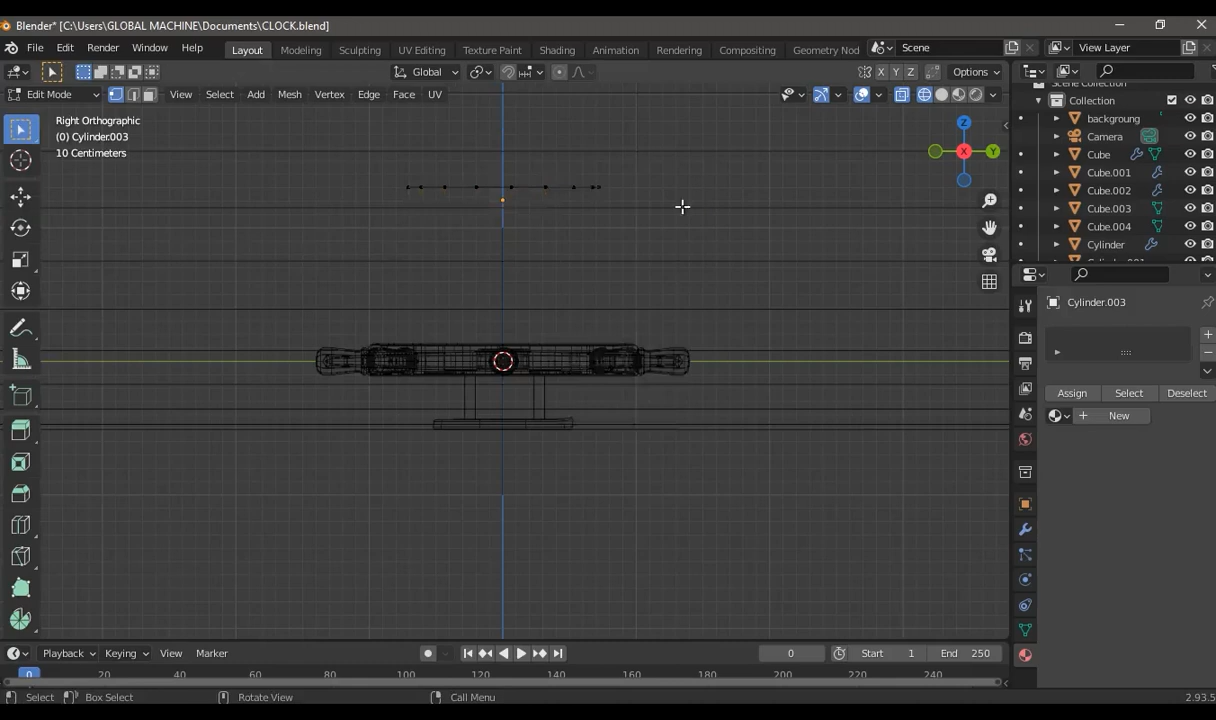 Blender* [C:\Users\GLOBAL MACHINE\Documents\CLOCK.blend]
File Edit Render Window Help Layout Modeling Sculpting UV Editing Texture Paint Shading Animation Rendering Compositing Geometry Nod Scene View Layer
Global X Y Z Options
Edit Mode View Select Add Mesh Vertex Edge Face UV
Right Orthographic
(0) Cylinder.003
10 Centimeters
Z
X
Y
Collection
backgroung
Camera
Cube
Cube.001
Cube.002
Cube.003
Cube.004
Cylinder
Cylinder.003
Assign Select Deselect
New
Playback Keying View Marker 0 Start 1 End 250
0 20 40 60 80 100 120 140 160 180 200 220 240
Select Box Select Rotate View Call Menu 2.93.5